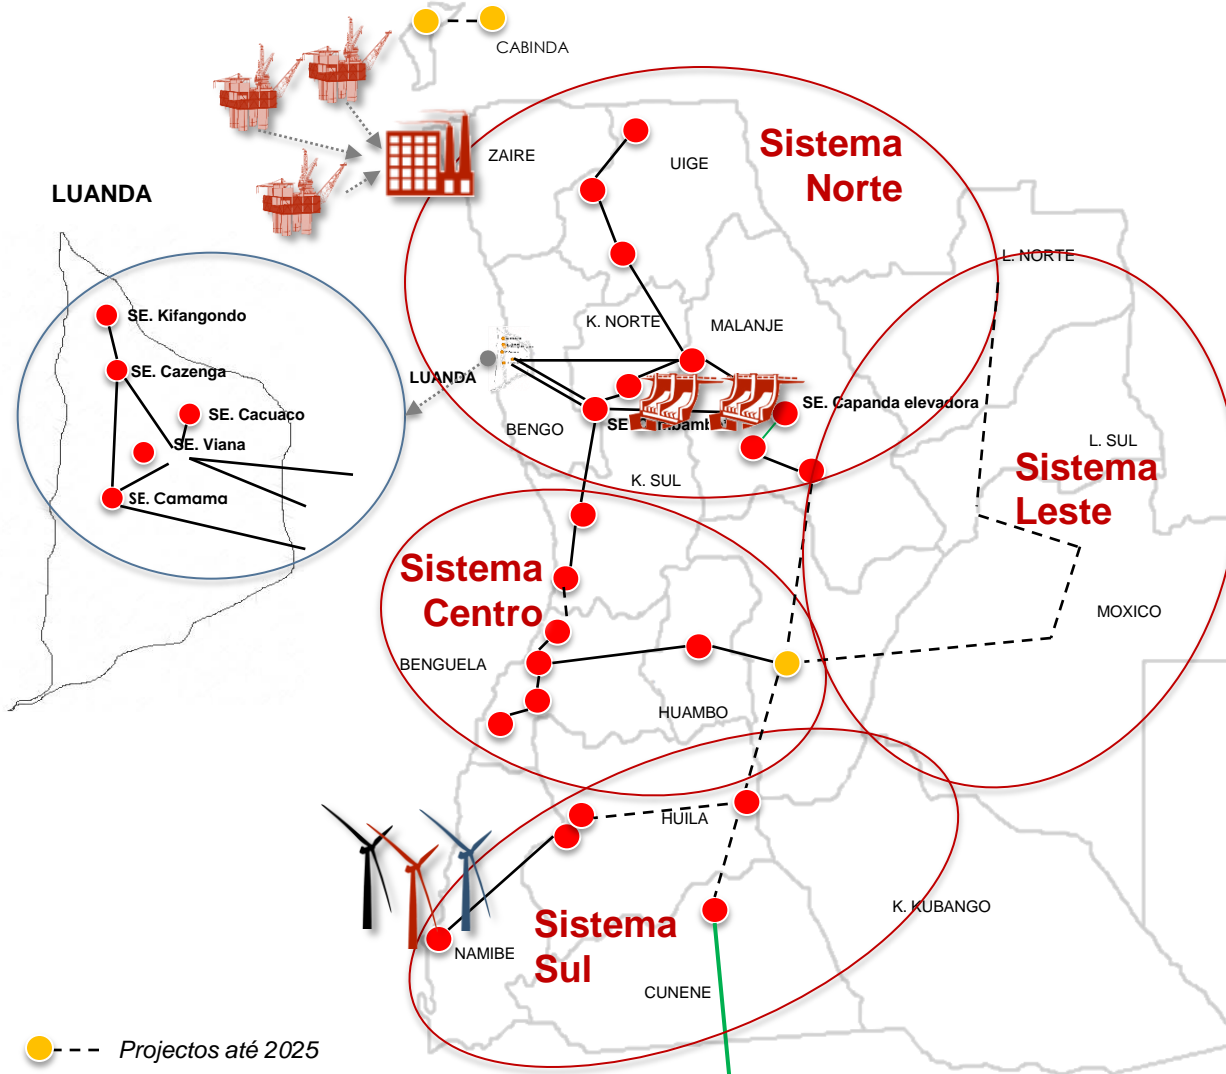 CABINDA
Sistema
Norte
ZAIRE
UIGE
LUANDA
L. NORTE
SE. Kifangondo
K. NORTE
MALANJE
SE. Cazenga
LUANDA
SE. Cacuaco
SE. Capanda elevadora
SE
BENGO
SE. Viana
L. SUL
Sistema
Leste
K. SUL
SE. Camama
Sistema
Centro
MOXICO
BENGUELA
HUAMBO
HUILA
K. KUBANGO
Sistema
Sul
NAMIBE
CUNENE
Projectos até 2025